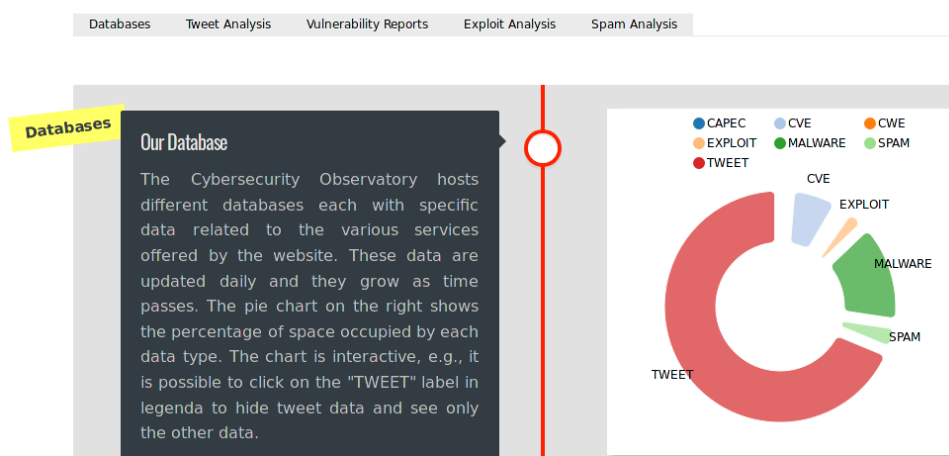 Databases Tweet Analysis Vulnerability Reports Exploit Analysis Spam Analysis
Databases
Our Database
The Cybersecurity Observatory hosts
different databases each with specific
data related to the various services
offered by the website. These data are
updated daily and they grow as time
passes. The pie chart on the right shows
the percentage of space occupied by each
data type. The chart is interactive, e.g., it
is possible to click on the "TWEET" label in
legenda to hide tweet data and see only
the other data.
CAPEC CVE CWE
EXPLOIT MALWARE SPAM
TWEET
CVE
EXPLOIT
MALWARE
SPAM
TWEET